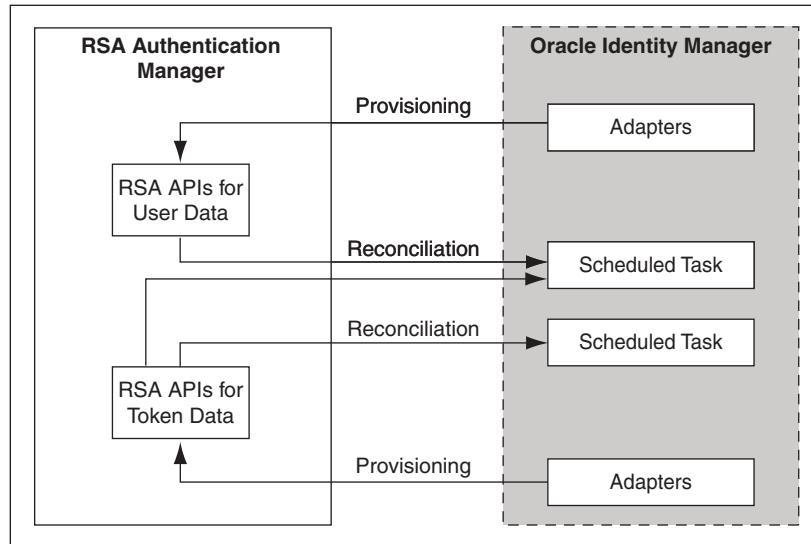 RSA Authentication
Manager
Oracle Identity Manager
Provisioning
Adapters
RSA APIs for
User Data
Reconciliation
Scheduled Task
Reconciliation
Scheduled Task
RSA APIs for
Token Data
Provisioning
Adapters